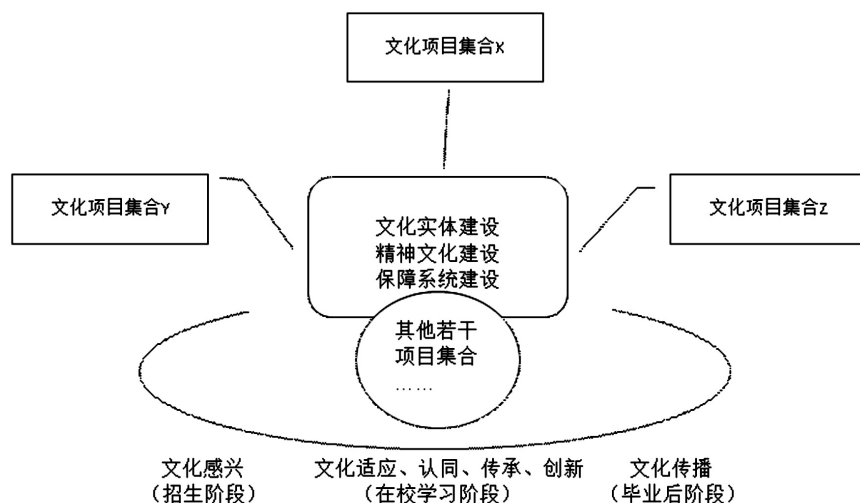 文化项目集合X
文化项目集合Y
文化项目集合Z
文化实体建设
精神文化建设
保障系统建设
其他若干
项目集合
……
文化感兴
（招生阶段）
文化适应、认同、传承、创新
（在校学习阶段）
文化传播
（毕业后阶段）